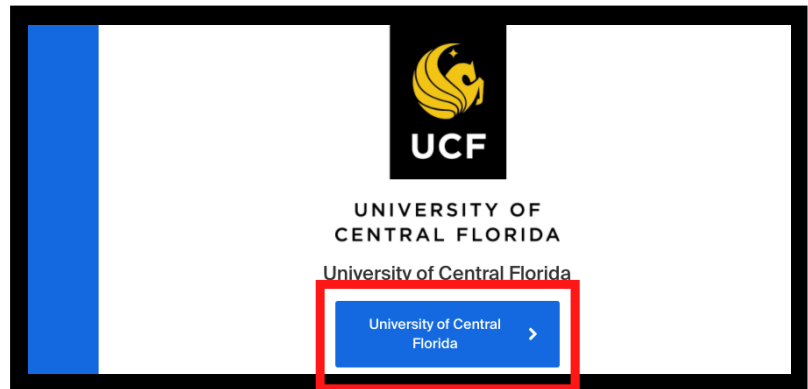 UCF
UNIVERSITY OF
CENTRAL FLORIDA
University of Central Florida
University of Central
Florida